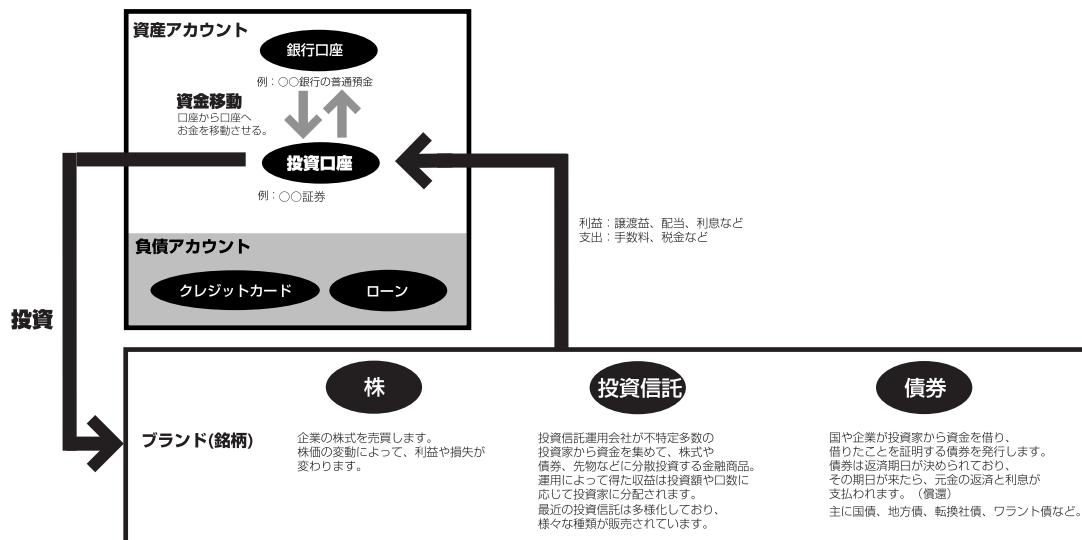 資産アカウント
銀行口座
例：○○銀行の普通預金
資金移動
口座から口座へ
お金を移動させる。
投資口座
例：○○証券
利益：譲渡益、配当、利息など
支出：手数料、税金など
負債アカウント
クレジットカード
ローン
投資
ブランド(銘柄)
株
企業の株式を売買します。
株価の変動によって、利益や損失が
変わります。
投資信託
投資信託運用会社が不特定多数の
投資家から資金を集めて、株式や
債券、先物などに分散投資する金融商品。
運用によって得た収益は投資額や口数に
応じて投資家に分配されます。
最近の投資信託は多様化しており、
様々な種類が販売されています。
債券
国や企業が投資家から資金を借り、
借りたことを証明する債券を発行します。
債券は返済期日が決められており、
その期日が来たら、元金の返済と利息が
支払われます。（償還）
主に国債、地方債、転換社債、ワラント債など。